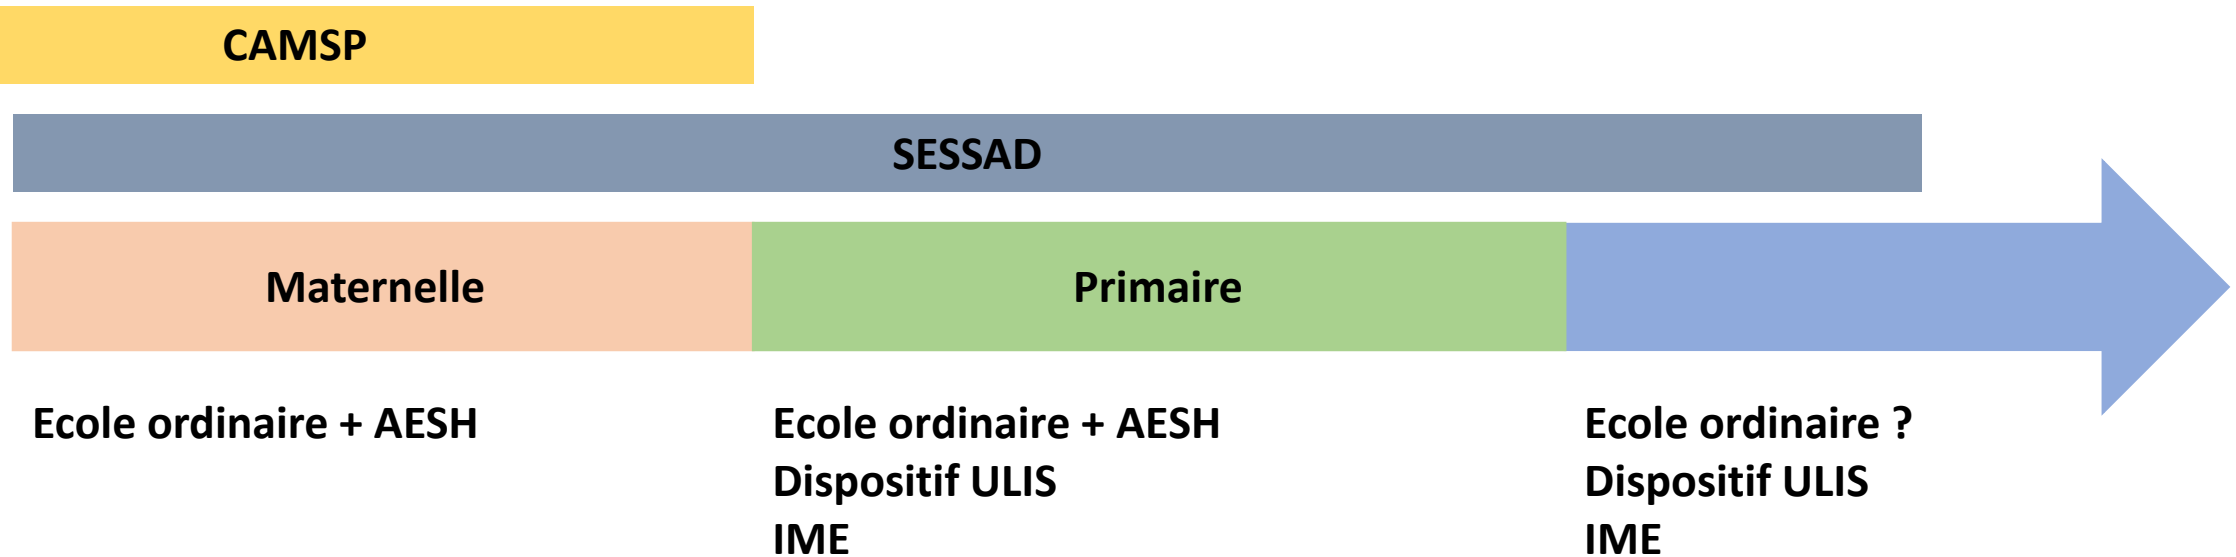 CAMSP
SESSAD
Maternelle
Primaire
Ecole ordinaire + AESH
Ecole ordinaire + AESH
Dispositif ULIS
IME
Ecole ordinaire ?
Dispositif ULIS
IME